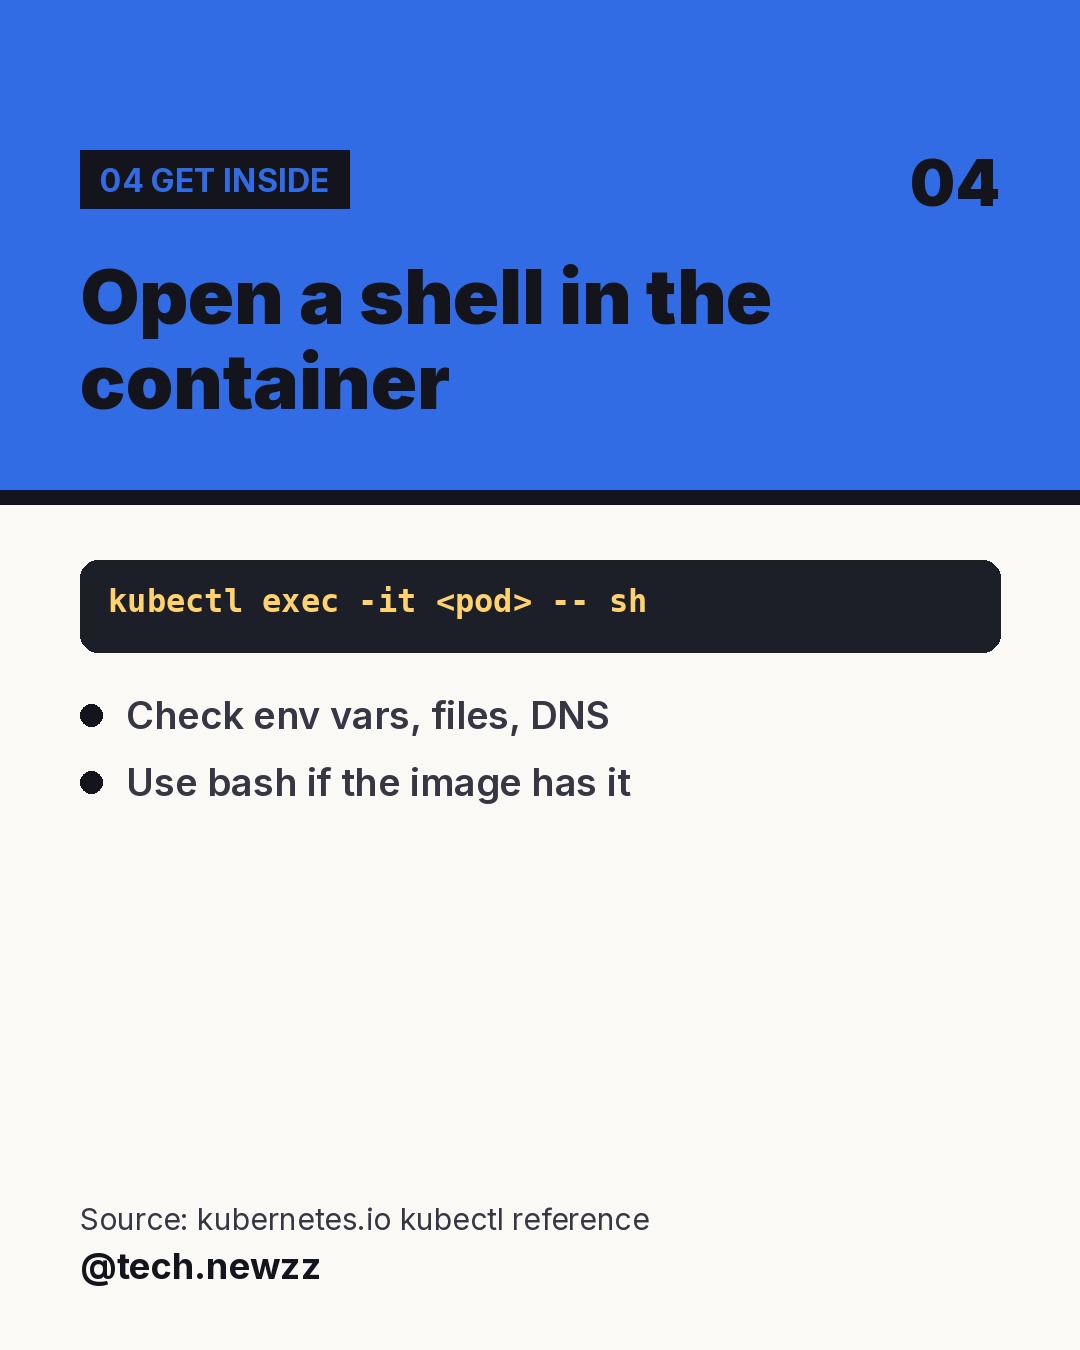 04 GET INSIDE
04
Open a shell in the
container
kubectl exec -it <pod> -- sh
Check env vars, files, DNS
Use bash if the image has it
Source: kubernetes.io kubectl reference
@tech.newzz